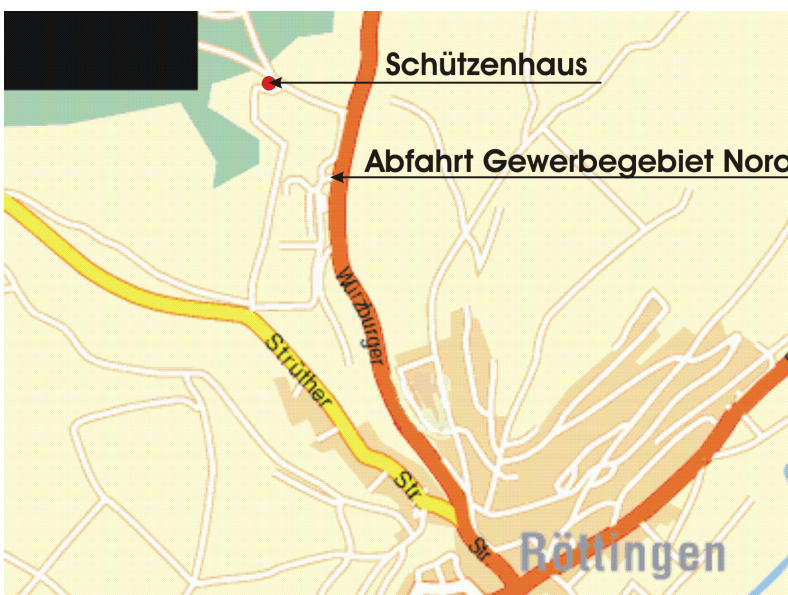 Schützenhaus
Abfahrt Gewerbegebiet Nord
Würzburger
Strüther
Str.
Str.
Röttingen